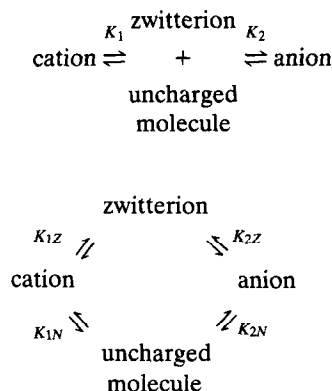 K1 zwitterion K2
cation ⇌ + ⇌ anion
uncharged
molecule
zwitterion
K1Z ⇌ ⇌ K2Z
cation anion
K1N ⇌ ⇌ K2N
uncharged
molecule